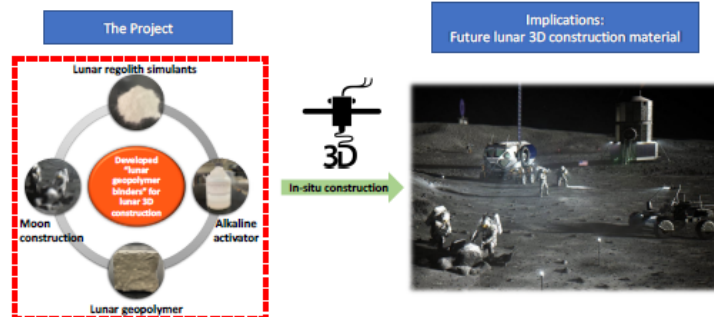 The Project
Implications:
Future lunar 3D construction material
Lunar regolith simulants
Developed
"lunar
geopolymer
binders" for
lunar 3D
construction
Moon
construction
Alkaline
activator
Lunar geopolymer
3D
In-situ construction